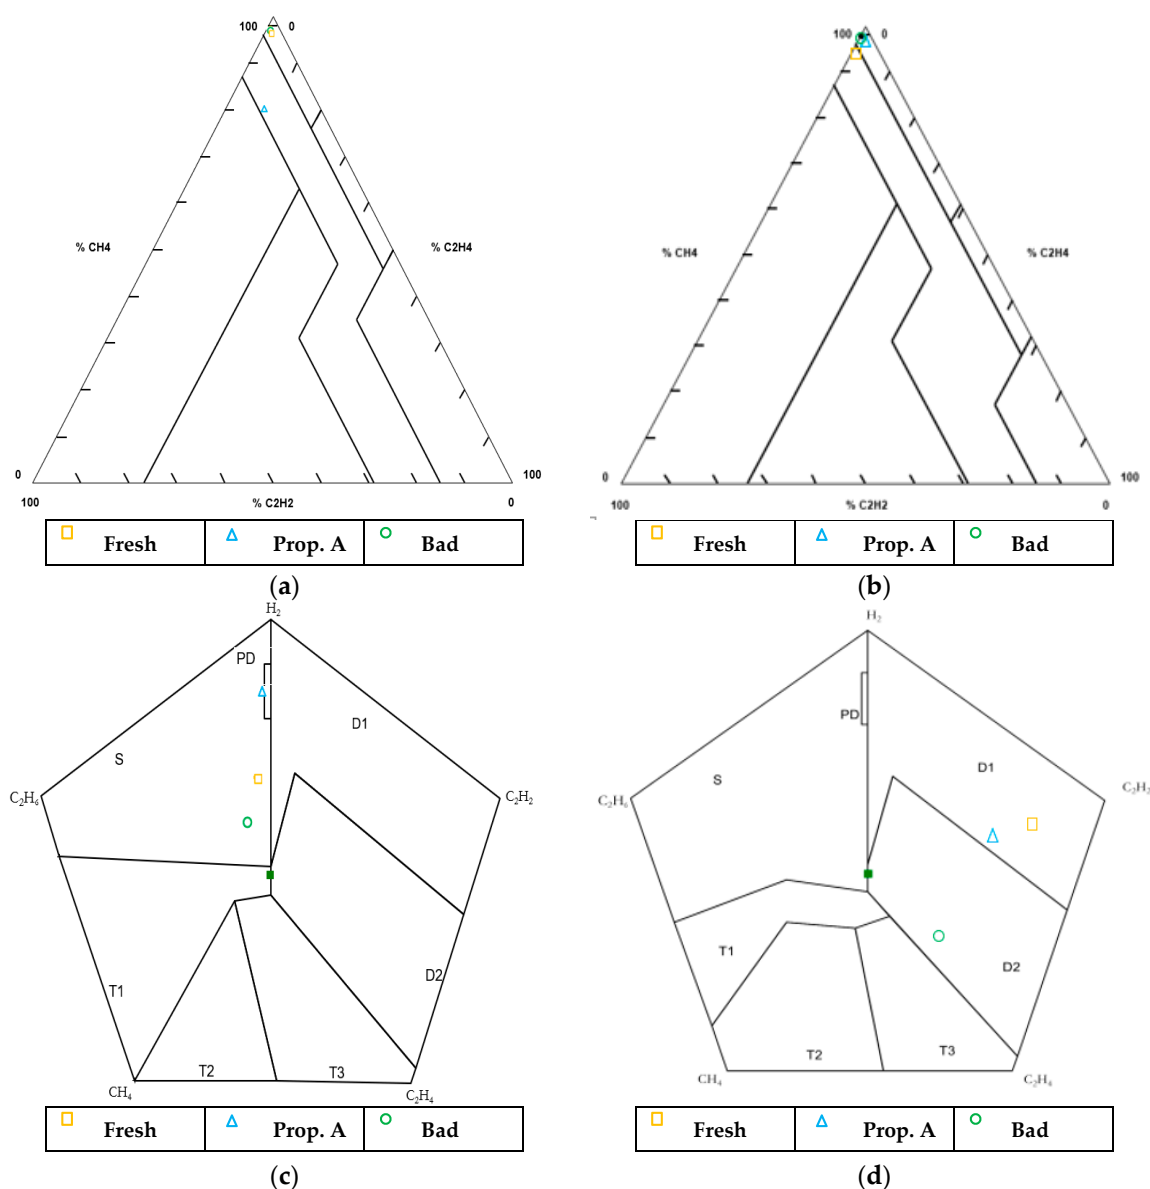 100 0
100 0
% CH4 % C2H4
% CH4 % C2H4
0 100
0 100
100 % C2H2 0
100 % C2H2 0
Fresh Prop. A Bad
Fresh Prop. A Bad
(a)
(b)
H₂
PD
D1
S
C₂H₆ C₂H₂
D2
T1
T2 T3
CH₄ C₂H₄
H₂
PD
D1
S
C₂H₆ C₂H₂
T1 D2
T2 T3
CH₄ C₂H₄
Fresh Prop. A Bad
Fresh Prop. A Bad
(c)
(d)